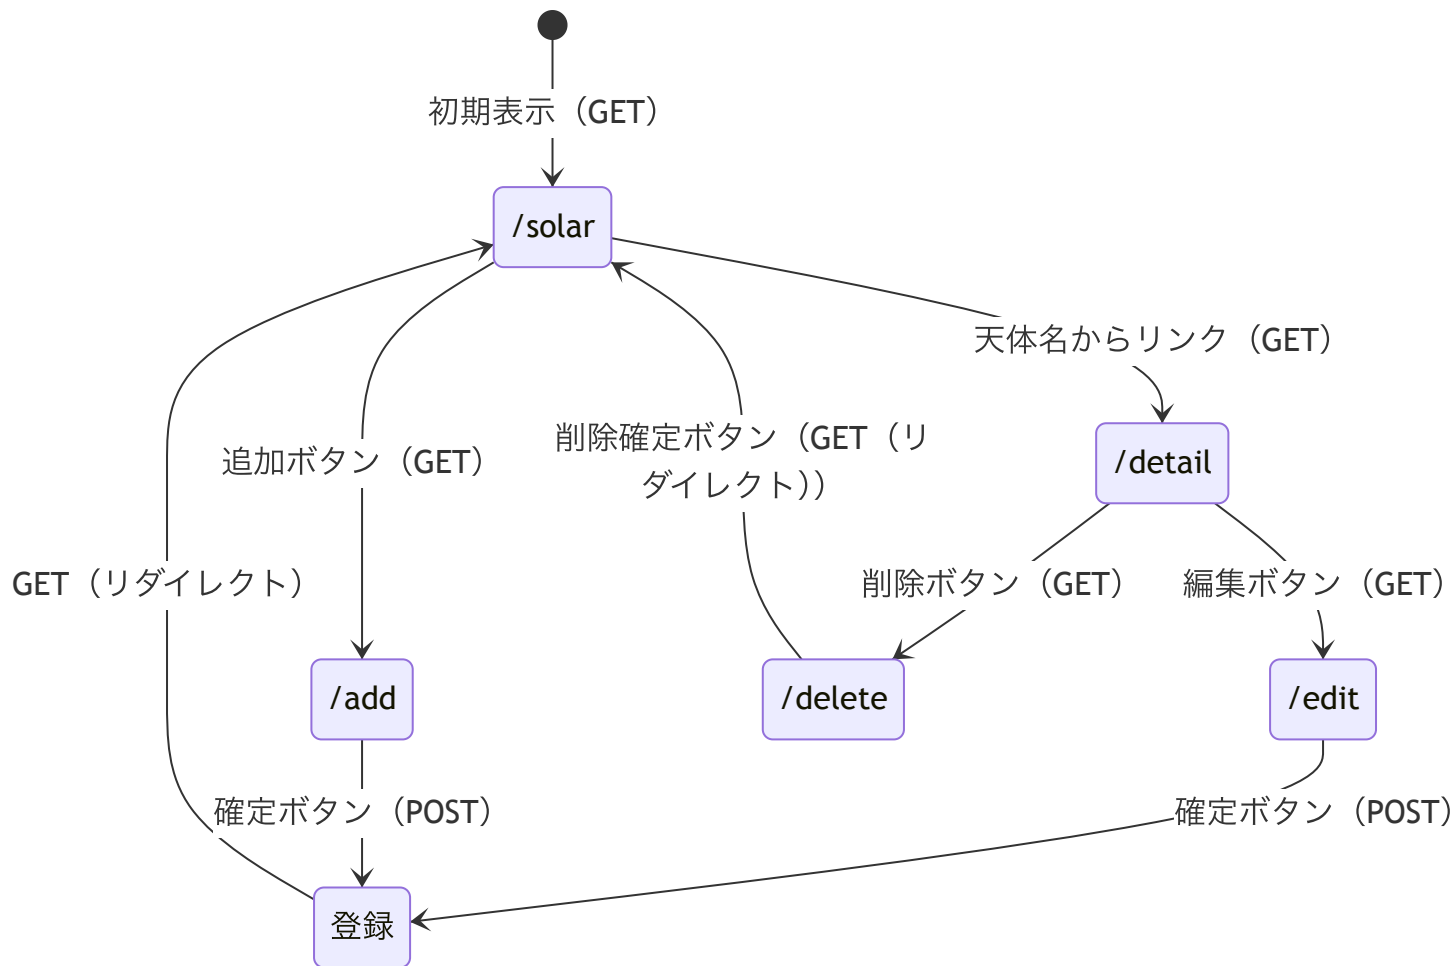 初期表示（GET）
/solar
天体名からリンク（GET）
削除確定ボタン（GET（リ
ダイレクト））
追加ボタン（GET）
/detail
GET（リダイレクト）
削除ボタン（GET）
編集ボタン（GET）
/add
/delete
/edit
確定ボタン（POST）
確定ボタン（POST）
登録